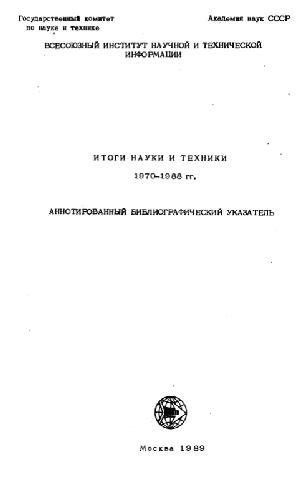 Государственный комитет Академия наук СССР
по науке и технике
ВСЕСОЮЗНЫЙ ИНСТИТУТ НАУЧНОЙ И ТЕХНИЧЕСКОЙ
ИНФОРМАЦИИ
ИТОГИ НАУКИ И ТЕХНИКИ
1970-1988 гг.
АННОТИРОВАННЫЙ БИБЛИОГРАФИЧЕСКИЙ УКАЗАТЕЛЬ
Москва 1989